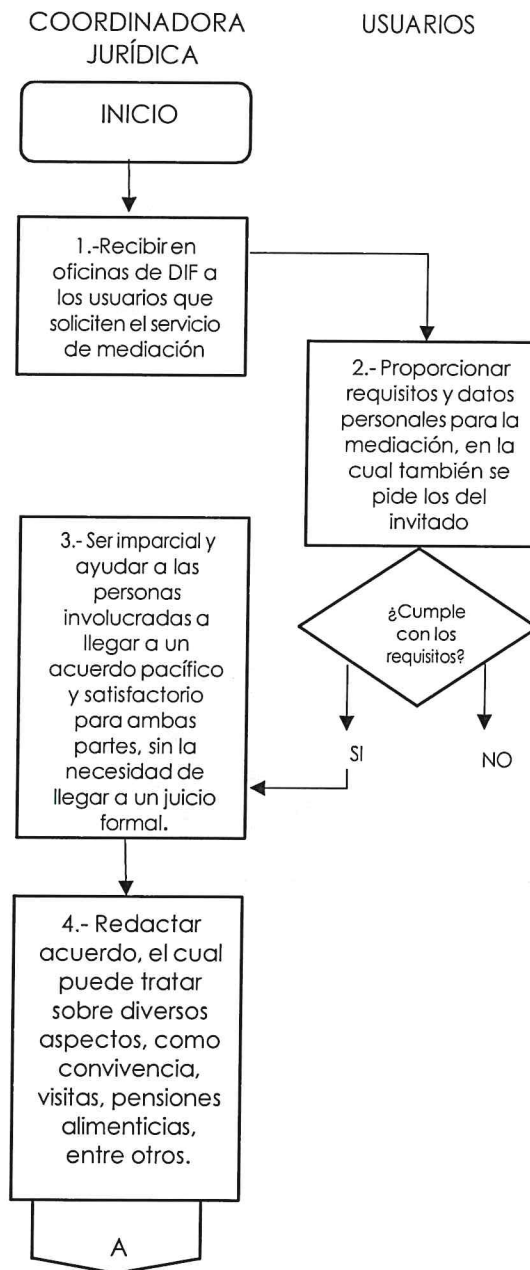 COORDINADORA
JURÍDICA
USUARIOS
INICIO
1.-Recibir en
oficinas de DIF a
los usuarios que
soliciten el servicio
de mediación
2.- Proporcionar
requisitos y datos
personales para la
mediación, en la
cual también se
pide los del
invitado
¿Cumple
con los
requisitos?
SI
NO
3.- Ser imparcial y
ayudar a las
personas
involucradas a
llegar a un
acuerdo pacífico
y satisfactorio
para ambas
partes, sin la
necesidad de
llegar a un juicio
formal.
4.- Redactar
acuerdo, el cual
puede tratar
sobre diversos
aspectos, como
convivencia,
visitas, pensiones
alimenticias,
entre otros.
A